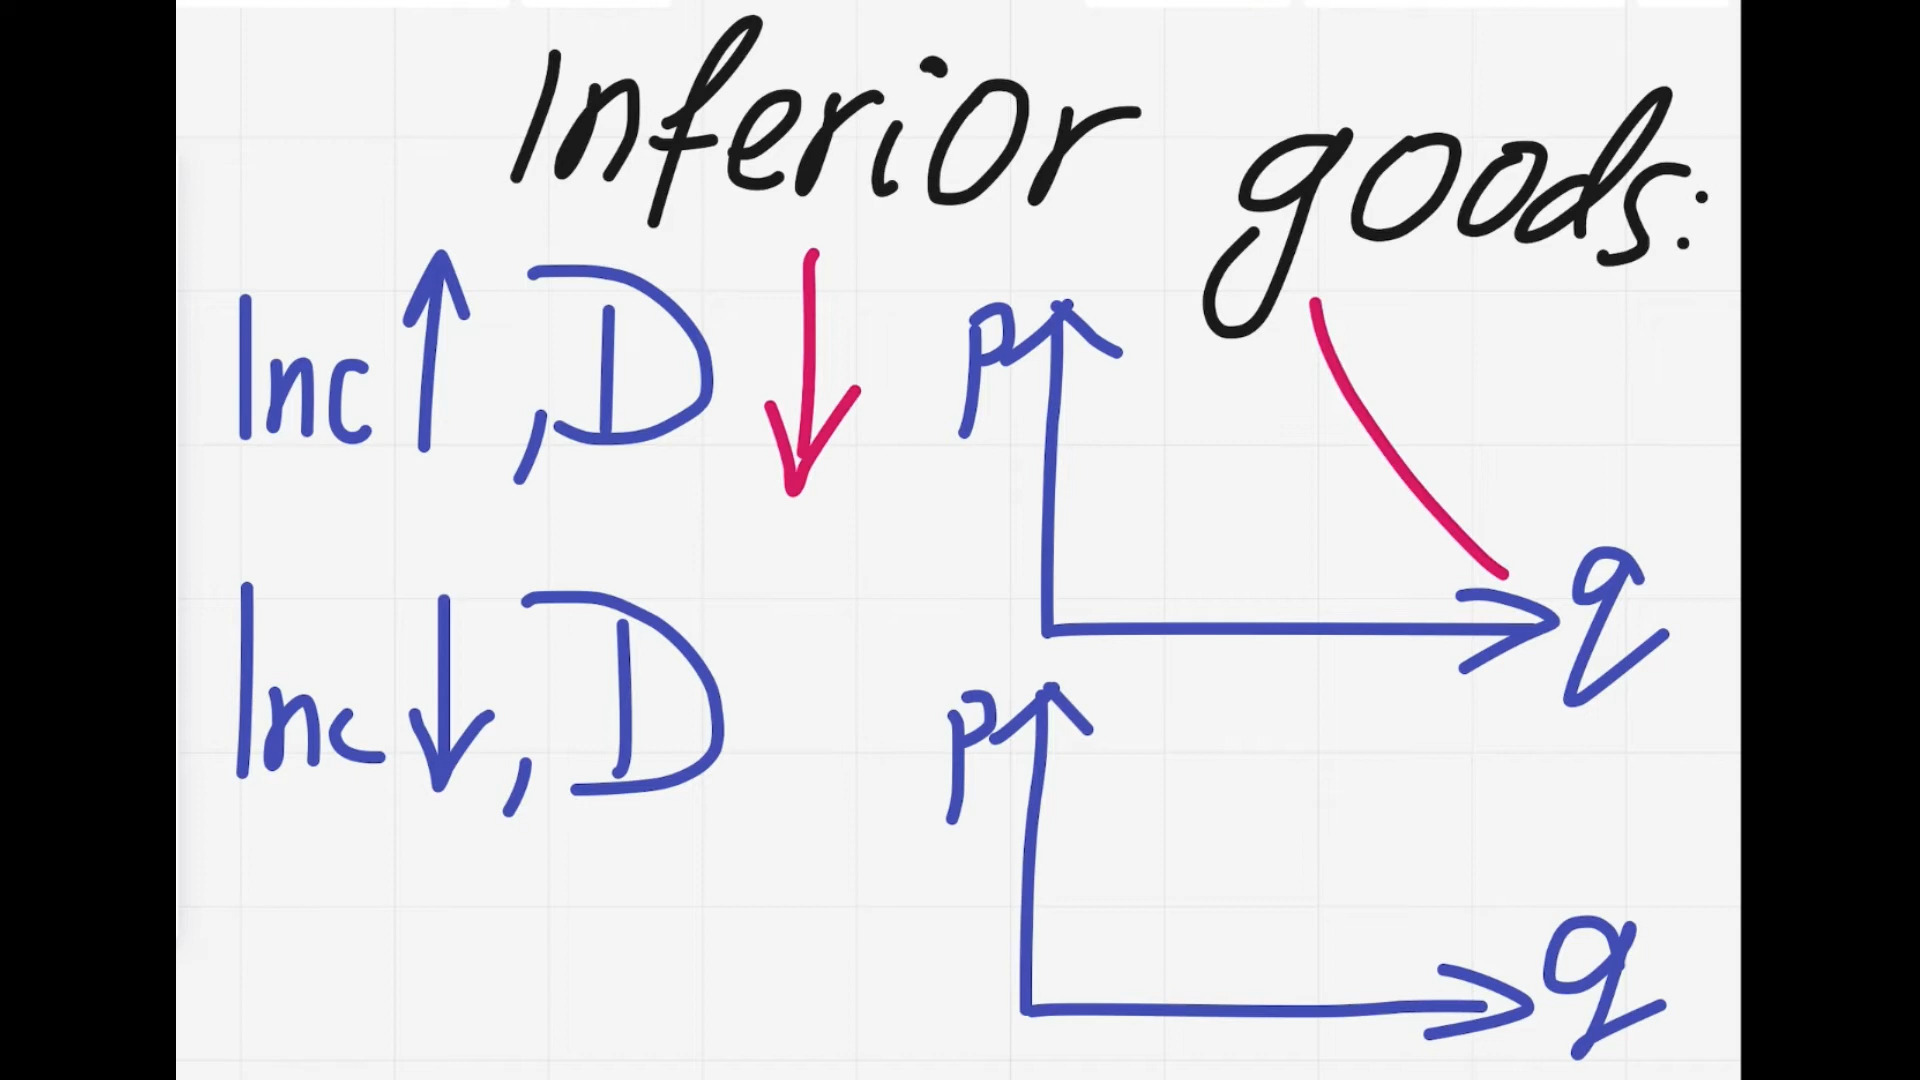 Inferior goods:
Inc ↑, D ↓
p
q
Inc ↓, D
p
q